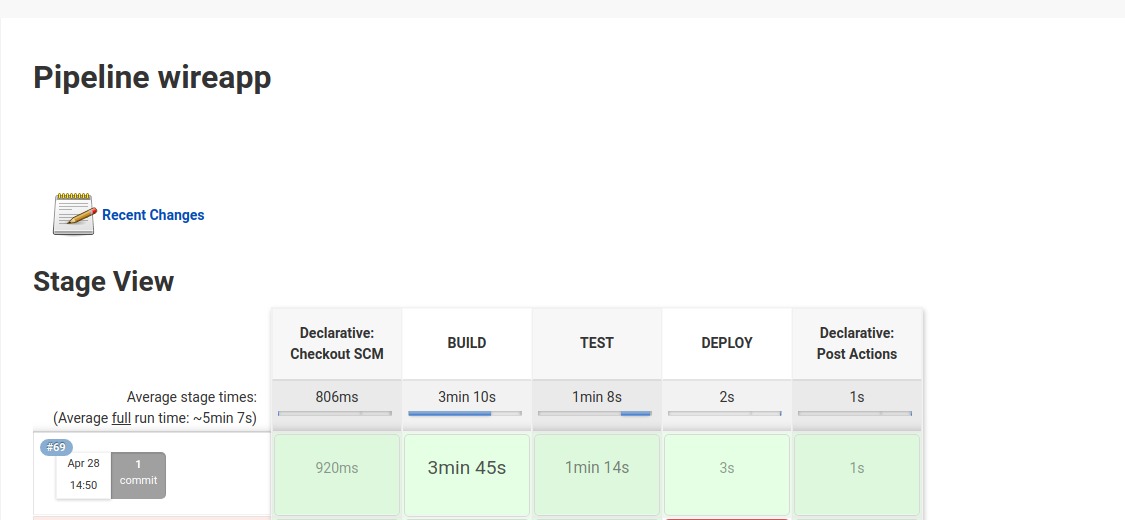 Pipeline wireapp
Recent Changes
Stage View
Declarative:
Checkout SCM
BUILD
TEST
DEPLOY
Declarative:
Post Actions
Average stage times:
(Average full run time: ~5min 7s)
806ms
3min 10s
1min 8s
2s
1s
#69
Apr 28
14:50
1
commit
920ms
3min 45s
1min 14s
3s
1s